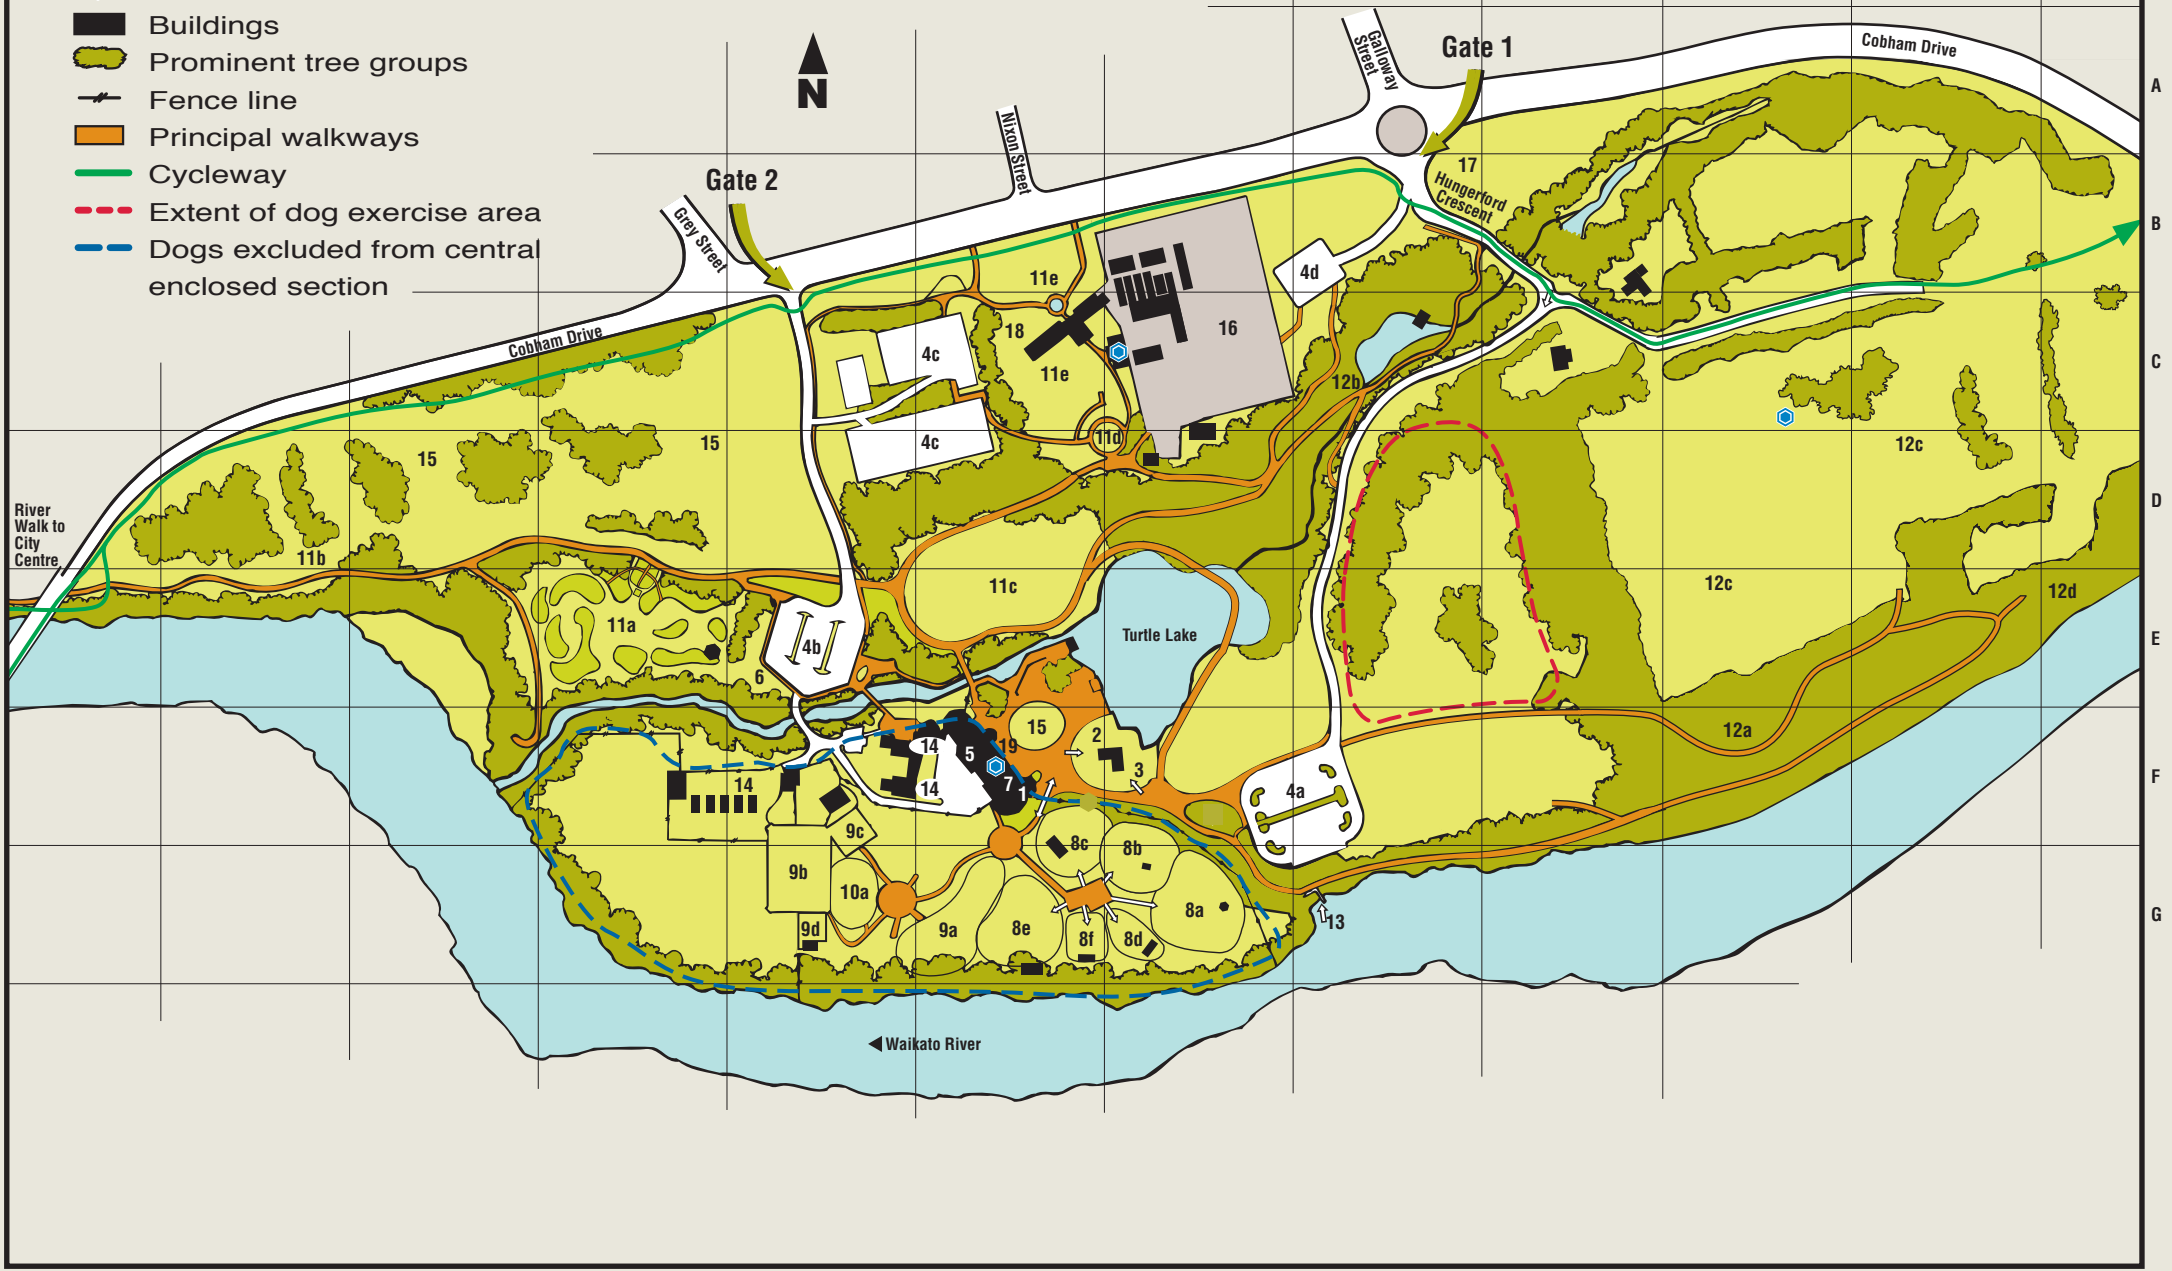 Buildings
Prominent tree groups
Fence line
Principal walkways
Cycleway
Extent of dog exercise area
Dogs excluded from central
enclosed section
N
Gate 1
Gate 2
Galloway
Street
Cobham Drive
Nixon Street
Grey Street
Cobham Drive
Hungerford
Crescent
River
Walk to
City
Centre
Turtle Lake
Waikato River
A
B
C
D
E
F
G
17
4d
11e
18
16
4c
11e
12b
4c
11d
15
15
12c
11b
11c
12c
12d
11a
4b
6
15
2
12a
14
5
19
3
14
7
1
14
4a
9c
8c
8b
9b
10a
8a
9d
9a
8e
8f
8d
13